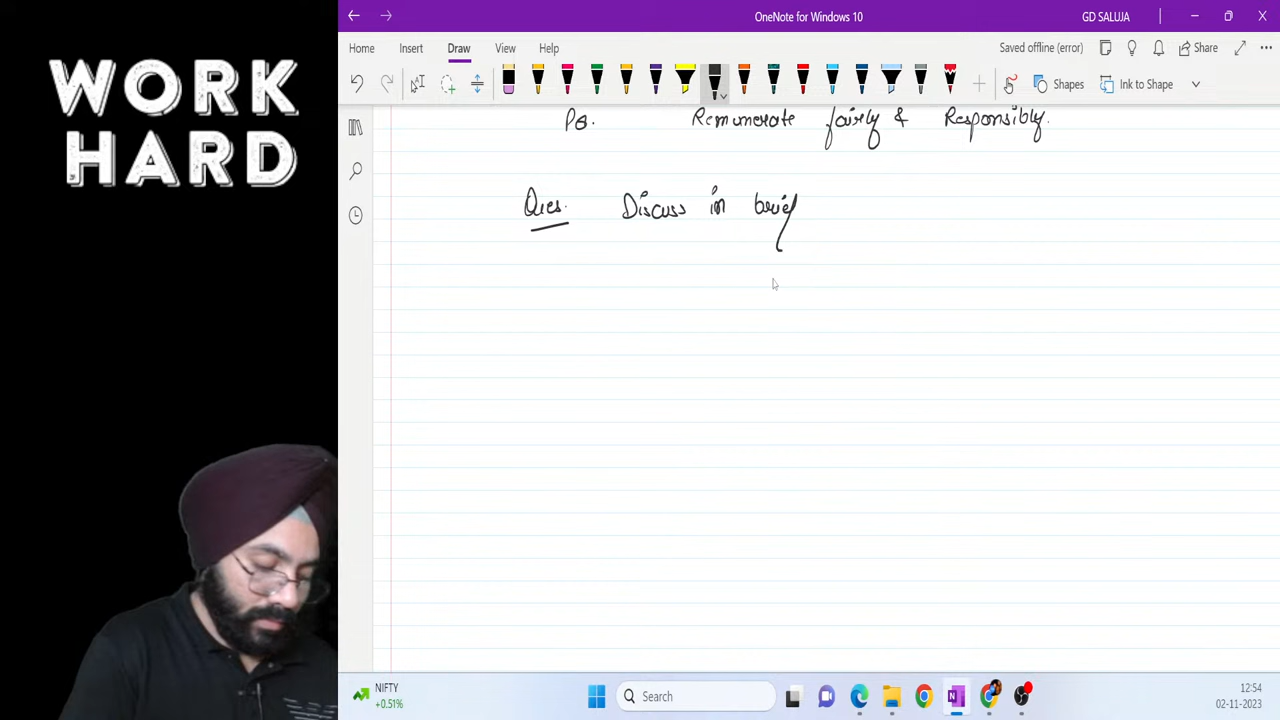 WORK
HARD
OneNote for Windows 10
GD SALUJA
Home Insert Draw View Help
Saved offline (error)
Share
Shapes
Ink to Shape
P8. Remunerate fairly & Responsibly.
Ques. Discuss in brief
NIFTY
+0.51%
Search
12:54
02-11-2023